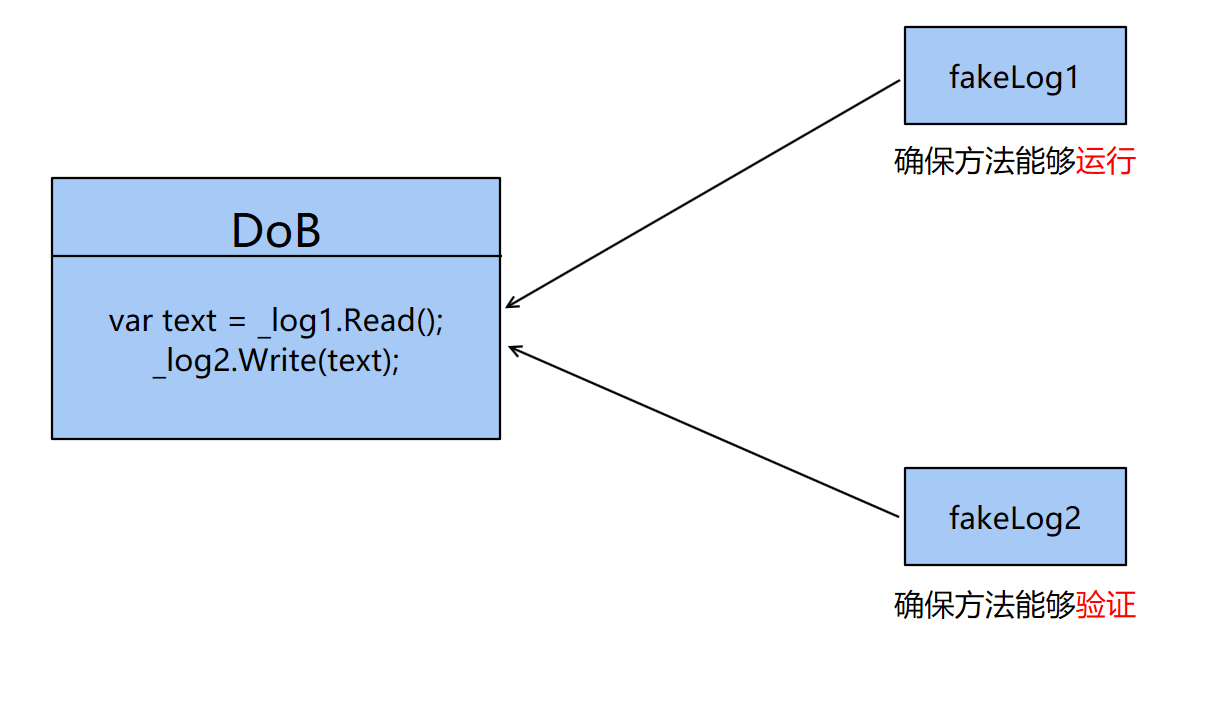 fakeLog1
确保方法能够运行
DoB
var text = _log1.Read();
_log2.Write(text);
fakeLog2
确保方法能够验证